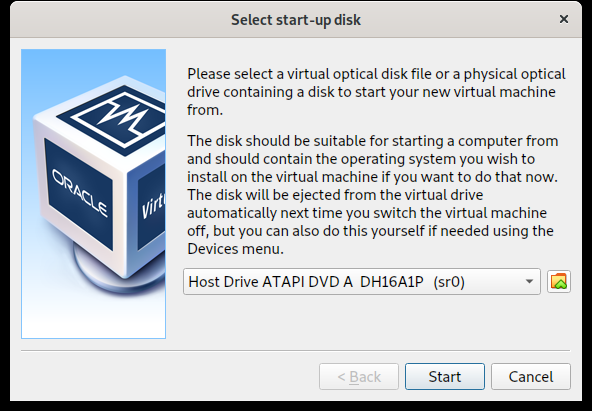 Select start-up disk
×
Please select a virtual optical disk file or a physical optical
drive containing a disk to start your new virtual machine
from.
The disk should be suitable for starting a computer from
and should contain the operating system you wish to
install on the virtual machine if you want to do that now.
The disk will be ejected from the virtual drive
automatically next time you switch the virtual machine
off, but you can also do this yourself if needed using the
Devices menu.
ORACLE
Virtu
Host Drive ATAPI DVD A  DH16A1P   (sr0)
< Back
Start
Cancel